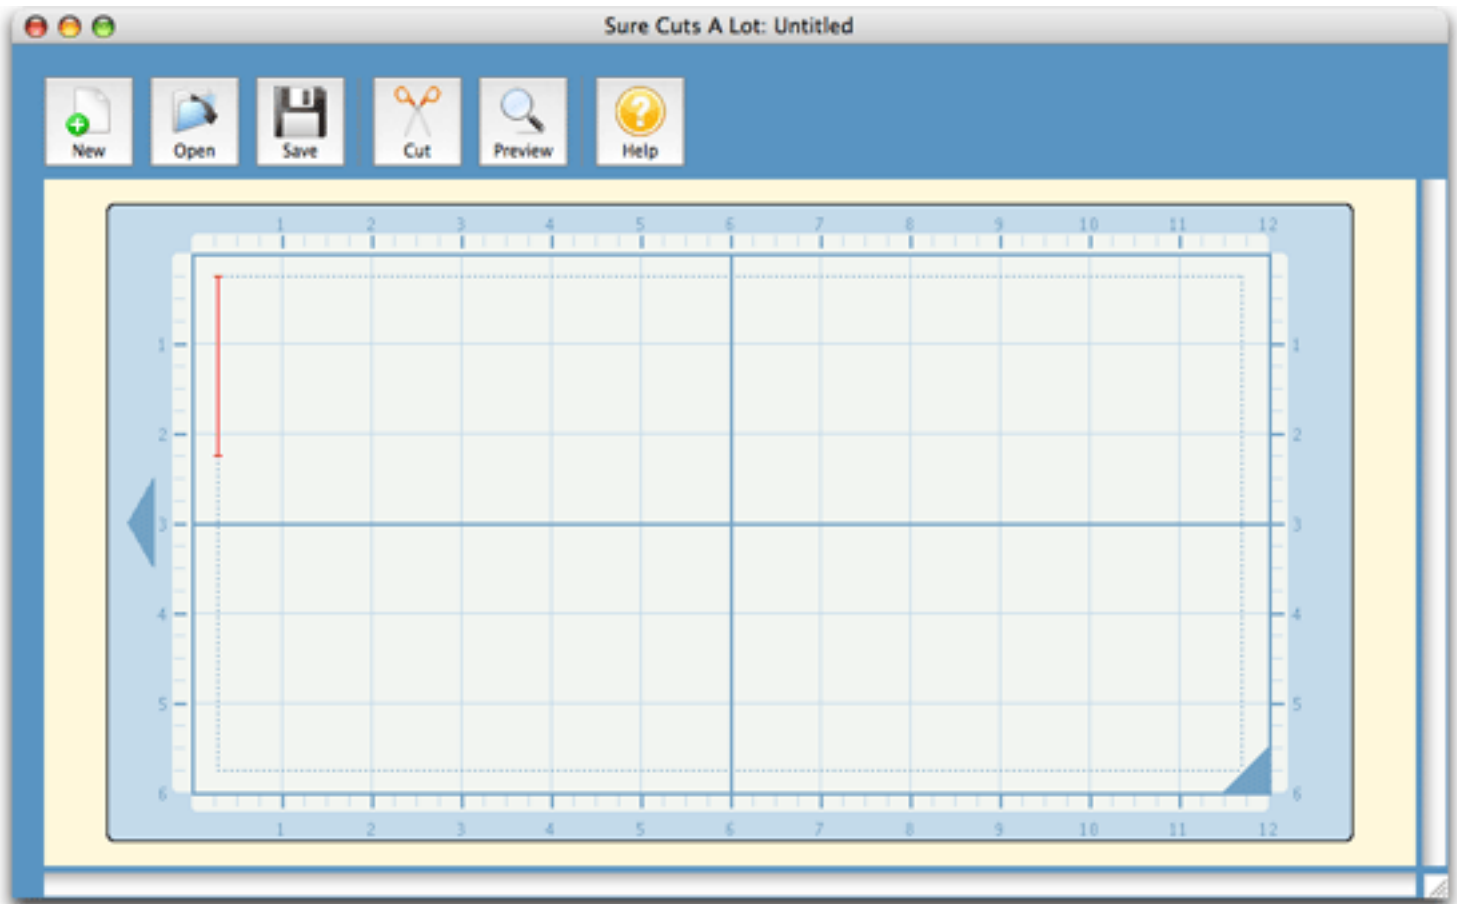 Sure Cuts A Lot: Untitled
New Open Save Cut Preview Help
1 2 3 4 5 6 7 8 9 10 11 12
1 1
2 2
3 3
4 4
5 5
6 6
1 2 3 4 5 6 7 8 9 10 11 12